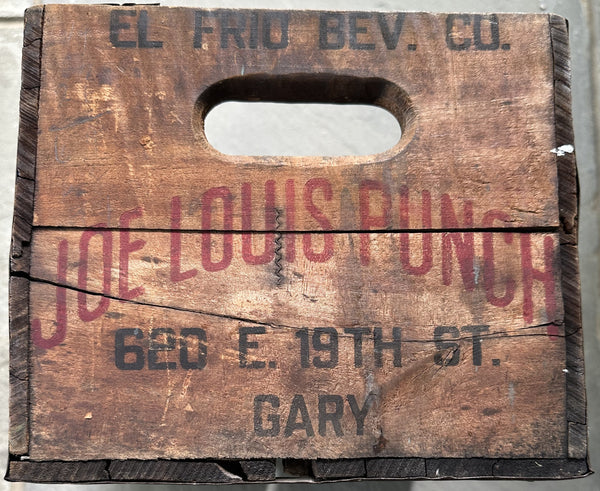 EL FRIO BEV. CO.
JOE LOUIS PUNCH
620 E. 19TH ST.
GARY